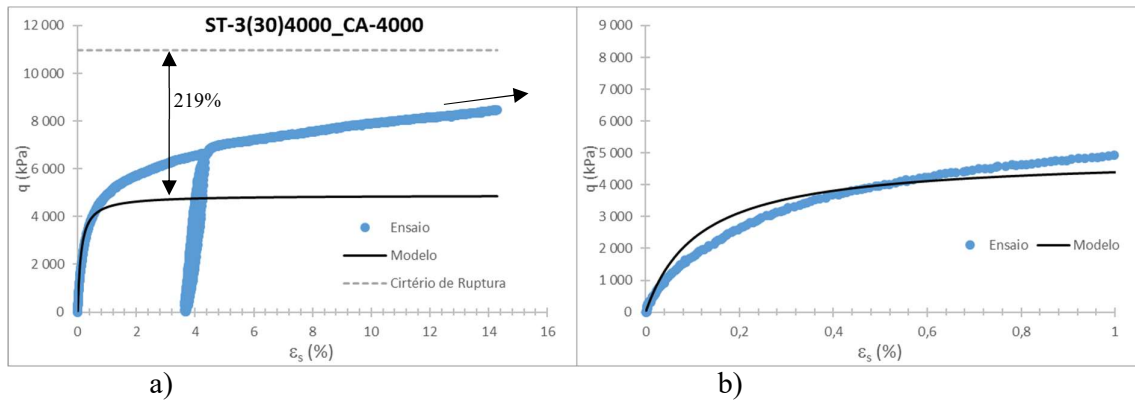 ST-3(30)4000_CA-4000
12 000
10 000
8 000
6 000
4 000
2 000
0
q (kPa)
219%
Ensaio
Modelo
Cirtério de Ruptura
0 2 4 6 8 10 12 14 16
εs (%)
a)
9 000
8 000
7 000
6 000
5 000
4 000
3 000
2 000
1 000
0
q (kPa)
Ensaio Modelo
0 0,2 0,4 0,6 0,8 1
εs (%)
b)